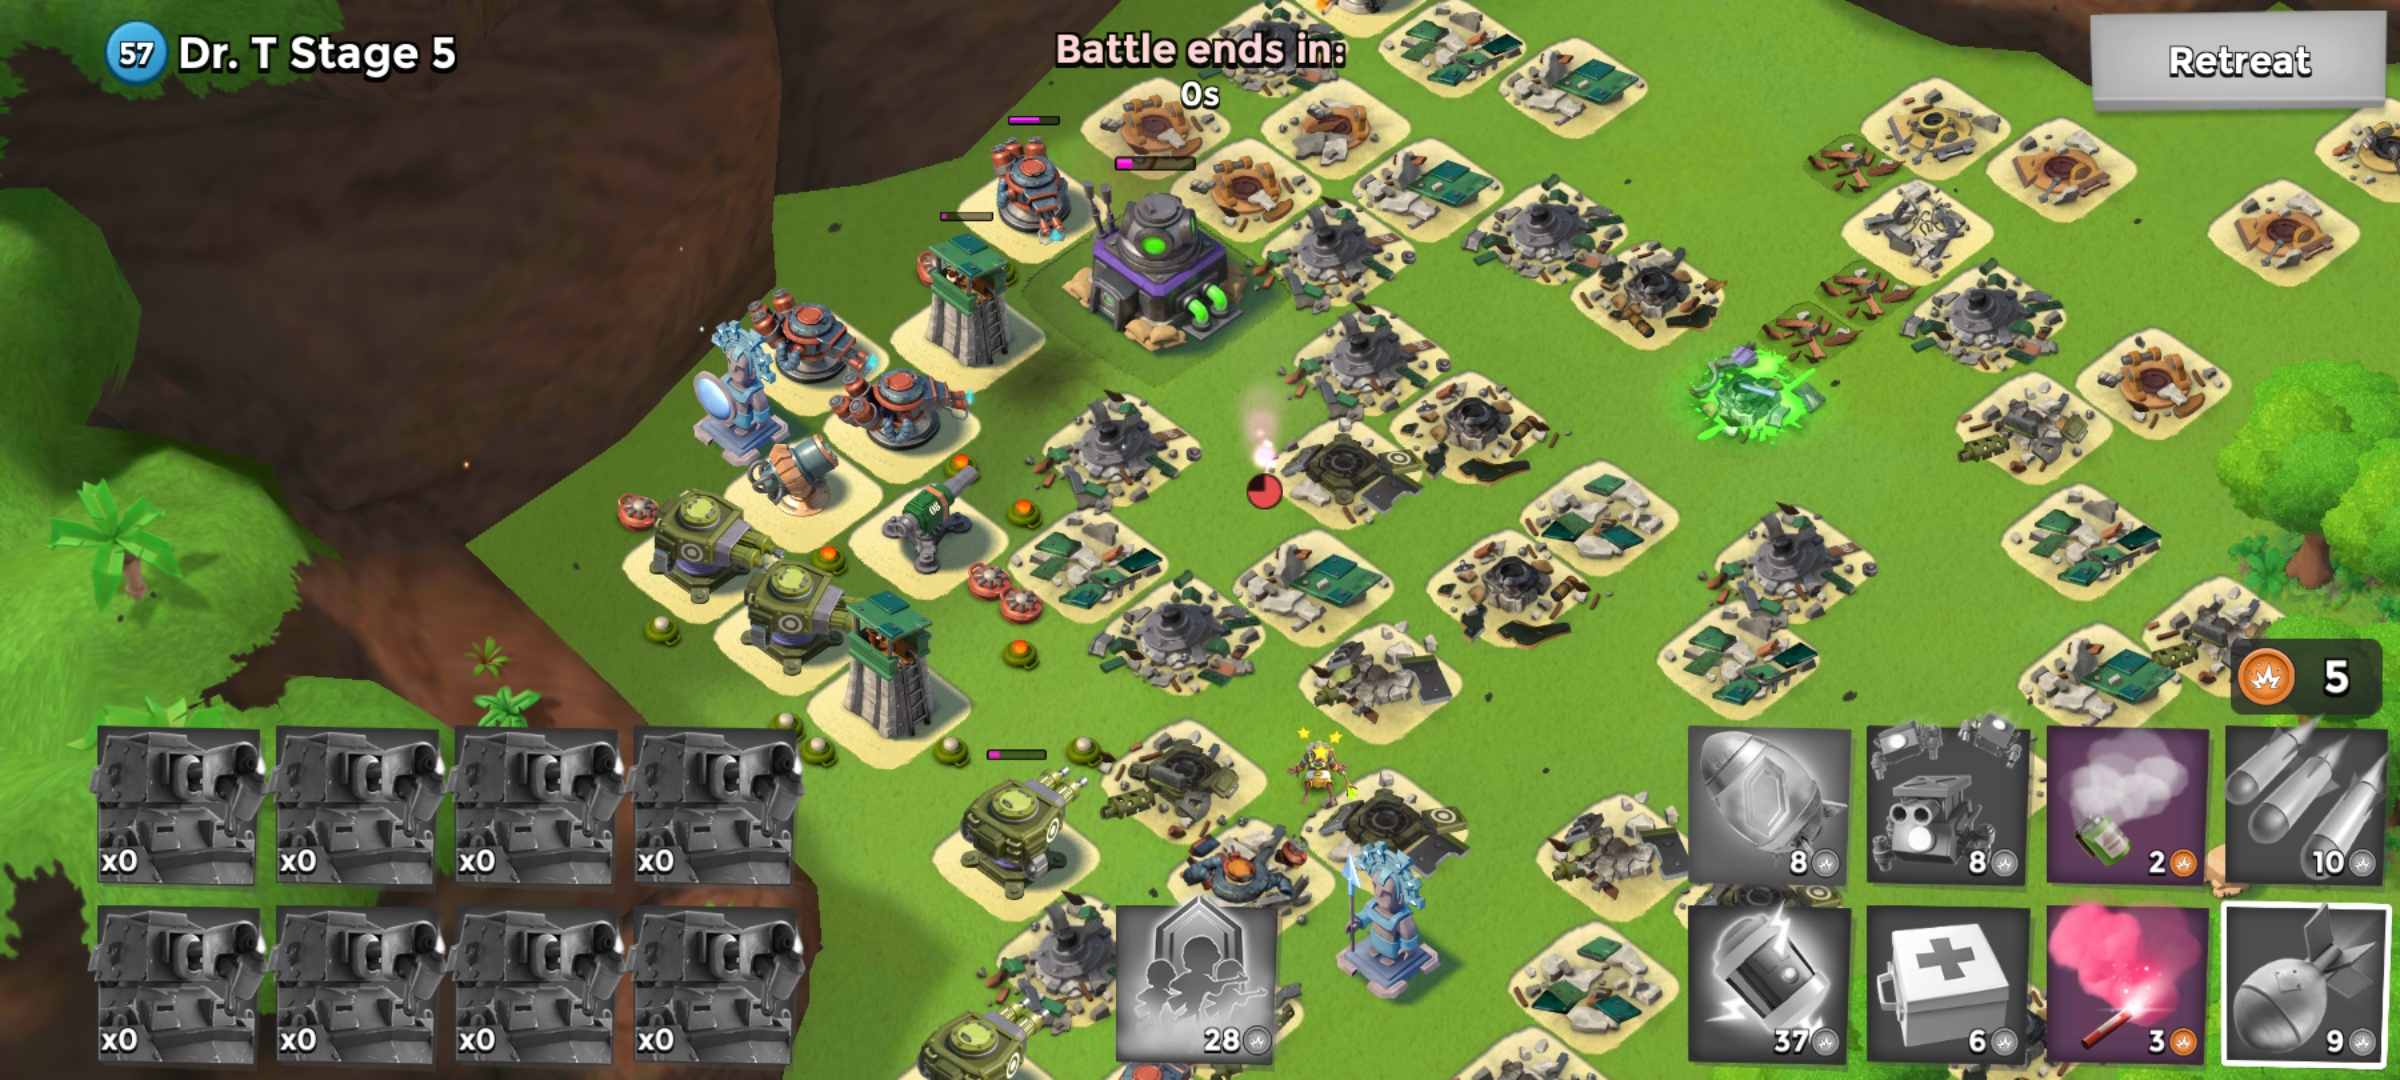 57 Dr. T Stage 5
Battle ends in:
0s
Retreat
08
5
x0 x0 x0 x0
8 8 2 10
x0 x0 x0 x0
28
37 6 3 9